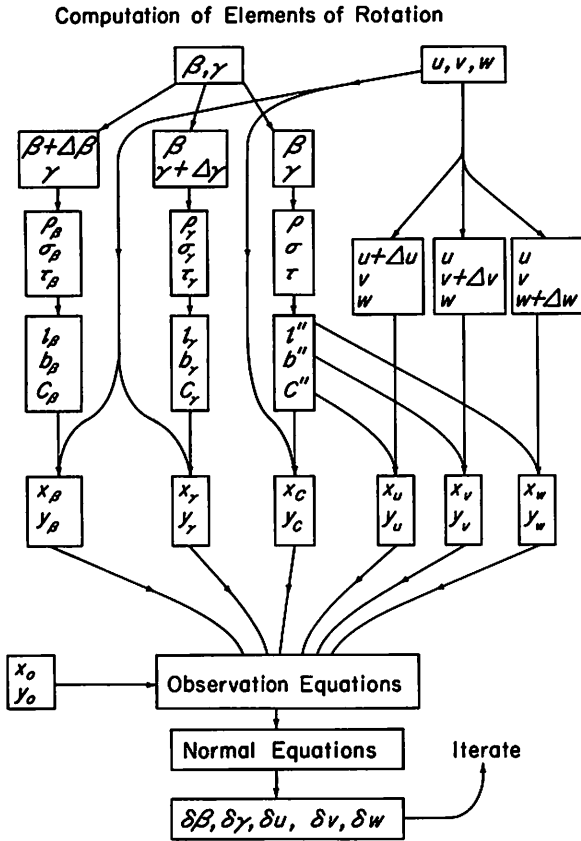 Computation of Elements of Rotation
β, γ
u, v, w
β+Δβ
γ
β
γ+Δγ
β
γ
ρβ
σβ
τβ
ργ
σγ
τγ
ρ
σ
τ
u+Δu
v
w
u
v+Δv
w
u
v
w+Δw
lβ
bβ
Cβ
lγ
bγ
Cγ
l"
b"
C"
xβ
yβ
xγ
yγ
xC
yC
xu
yu
xv
yv
xw
yw
xo
yo
Observation Equations
Normal Equations
Iterate
δβ, δγ, δu, δv, δw